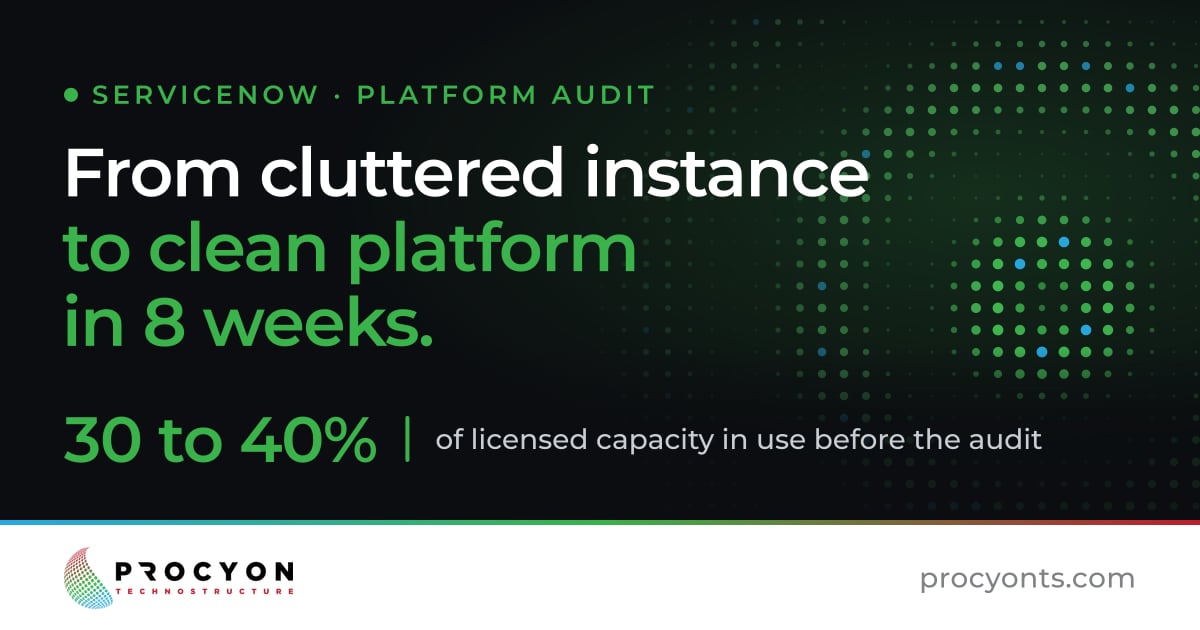 SERVICENOW · PLATFORM AUDIT
From cluttered instance
to clean platform
in 8 weeks.
30 to 40% | of licensed capacity in use before the audit
PROCYON
TECHNOSTRUCTURE
procyonts.com